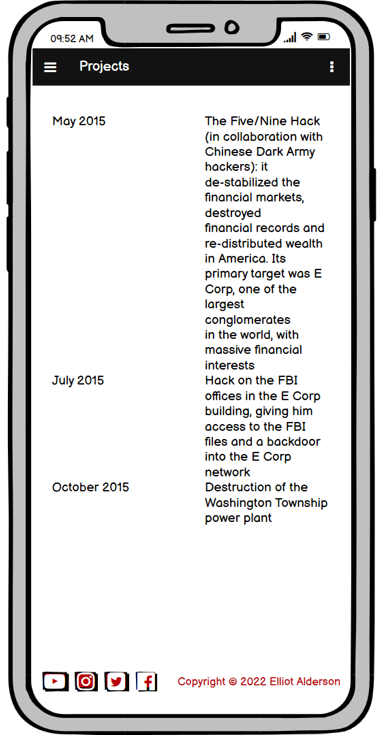 09:52 AM
Projects
May 2015
The Five/Nine Hack
(in collaboration with
Chinese Dark Army
hackers): it
de-stabilized the
financial markets,
destroyed
financial records and
re-distributed wealth
in America. Its
primary target was E
Corp, one of the
largest
conglomerates
in the world, with
massive financial
interests
July 2015
Hack on the FBI
offices in the E Corp
building, giving him
access to the FBI
files and a backdoor
into the E Corp
network
October 2015
Destruction of the
Washington Township
power plant
Copyright © 2022 Elliot Alderson